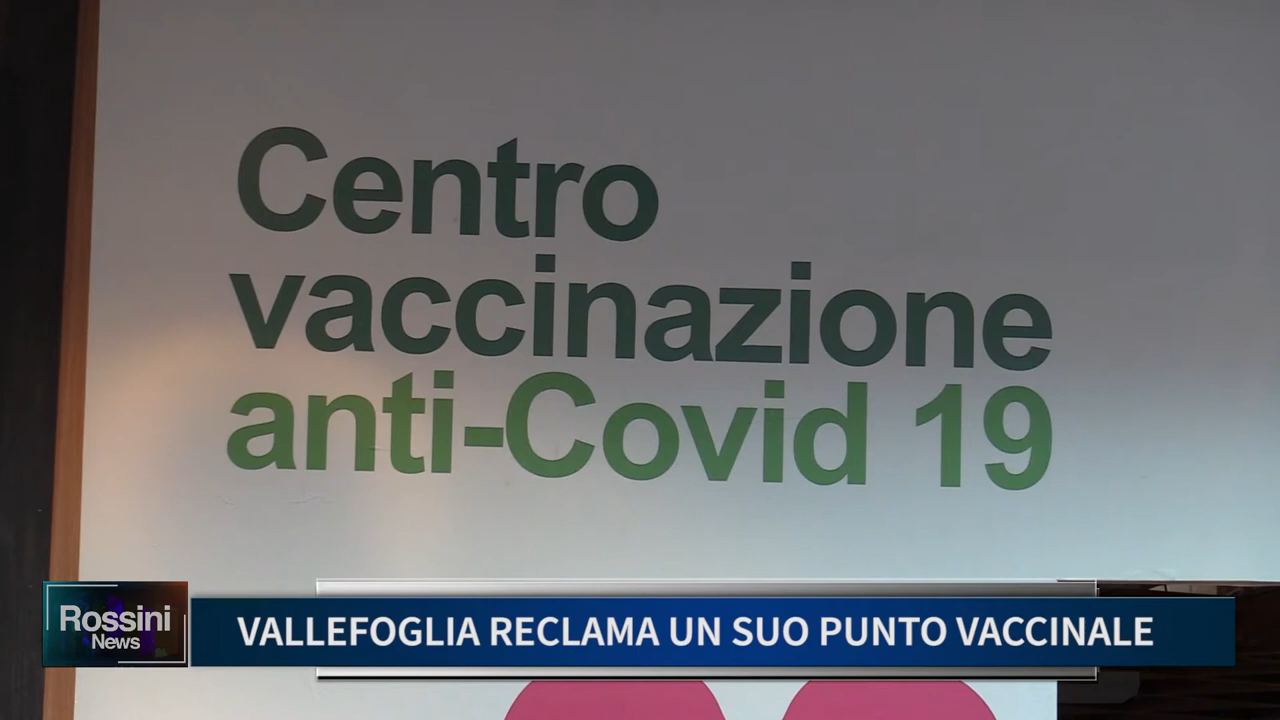 Centro
vaccinazione
anti-Covid 19
Rossini
News
VALLEFOGLIA RECLAMA UN SUO PUNTO VACCINALE